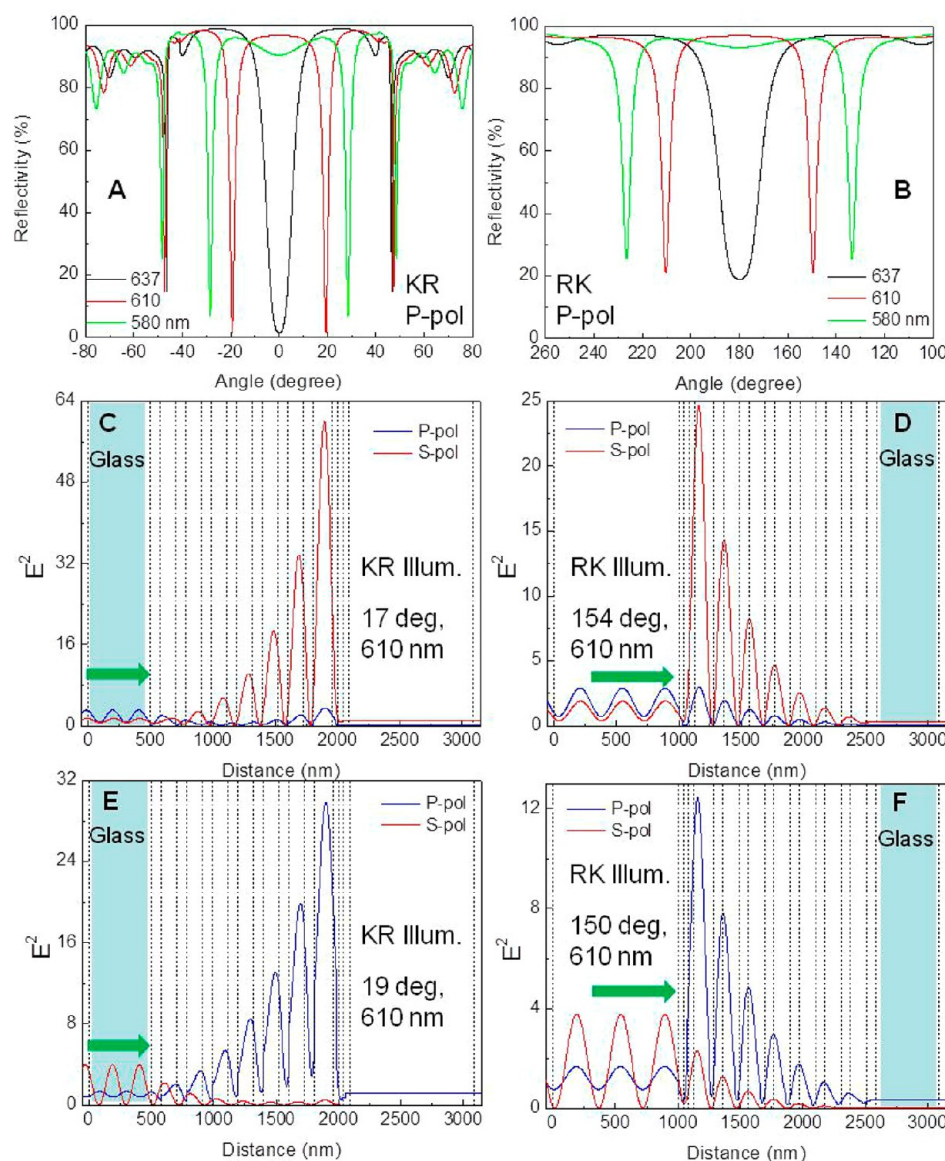 100
80
60
40
20
0
Reflectivity (%)
A
KR
P-pol
637
610
580 nm
-80 -60 -40 -20 0 20 40 60 80
Angle (degree)
100
80
60
40
20
0
Reflectivity (%)
B
RK
P-pol
637
610
580 nm
260 240 220 200 180 160 140 120 100
Angle (degree)
64
48
32
16
0
E²
C
Glass
P-pol
S-pol
KR Illum.
17 deg,
610 nm
0 500 1000 1500 2000 2500 3000
Distance (nm)
25
20
15
10
5
0
E²
D
Glass
P-pol
S-pol
RK Illum.
154 deg,
610 nm
0 500 1000 1500 2000 2500 3000
Distance (nm)
32
24
16
8
0
E²
E
Glass
P-pol
S-pol
KR Illum.
19 deg,
610 nm
0 500 1000 1500 2000 2500 3000
Distance (nm)
12
8
4
0
E²
F
Glass
P-pol
S-pol
RK Illum.
150 deg,
610 nm
0 500 1000 1500 2000 2500 3000
Distance (nm)